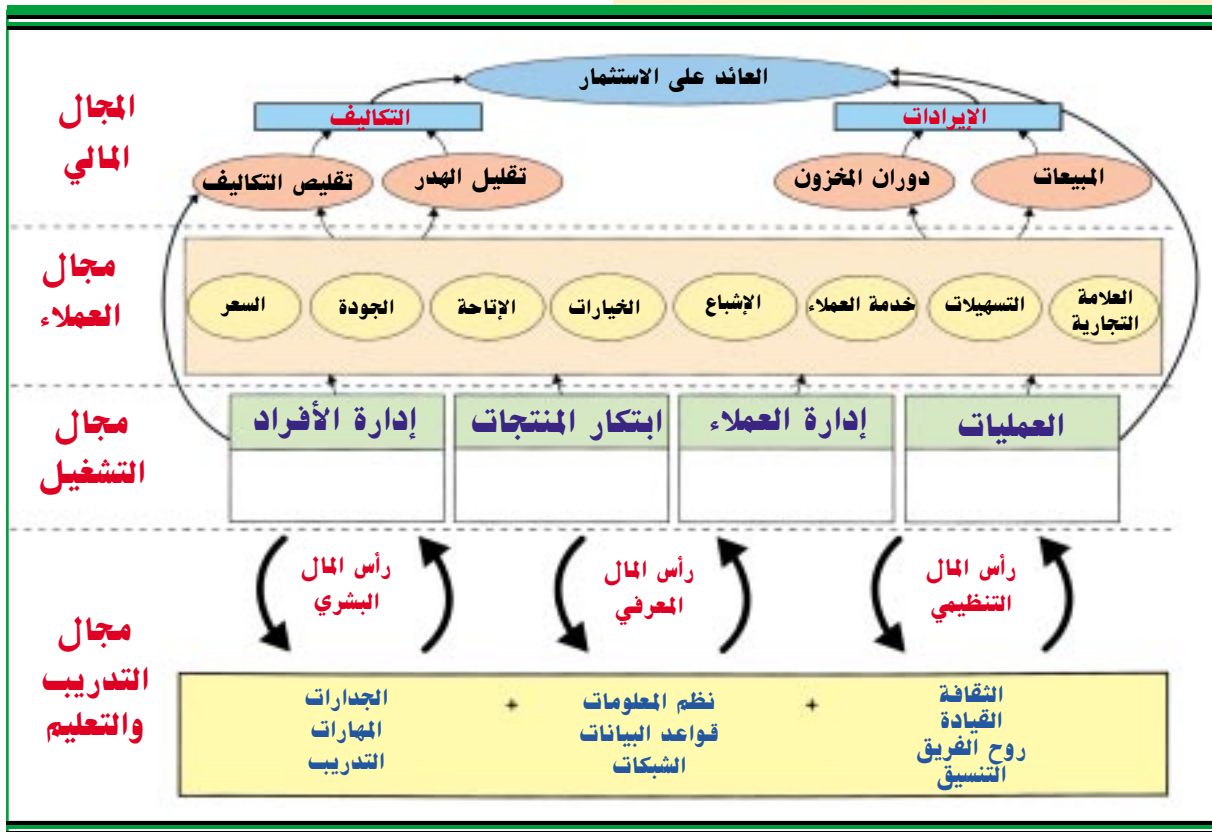 العائد على الاستثمار
المجال
المالي
الإيرادات
التكاليف
المبيعات
دوران المخزون
تقليل الهدر
تقليص التكاليف
مجال
العملاء
العلامة
التجارية
التسهيلات
خدمة العملاء
الإشباع
الخيارات
الإتاحة
الجودة
السعر
مجال
التشغيل
العمليات
إدارة العملاء
ابتكار المنتجات
إدارة الأفراد
رأس المال
التنظيمي
رأس المال
المعرفي
رأس المال
البشري
مجال
التدريب
والتعليم
الثقافة
القيادة
روح الفريق
التنسيق
+
نظم المعلومات
قواعد البيانات
الشبكات
+
الجدارات
المهارات
التدريب